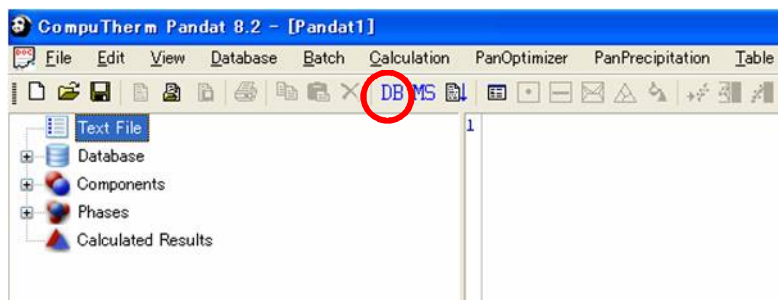 CompuTherm Pandat 8.2 - [Pandat1]
File Edit View Database Batch Calculation PanOptimizer PanPrecipitation Table
DB MS
Text File
1
Database
Components
Phases
Calculated Results